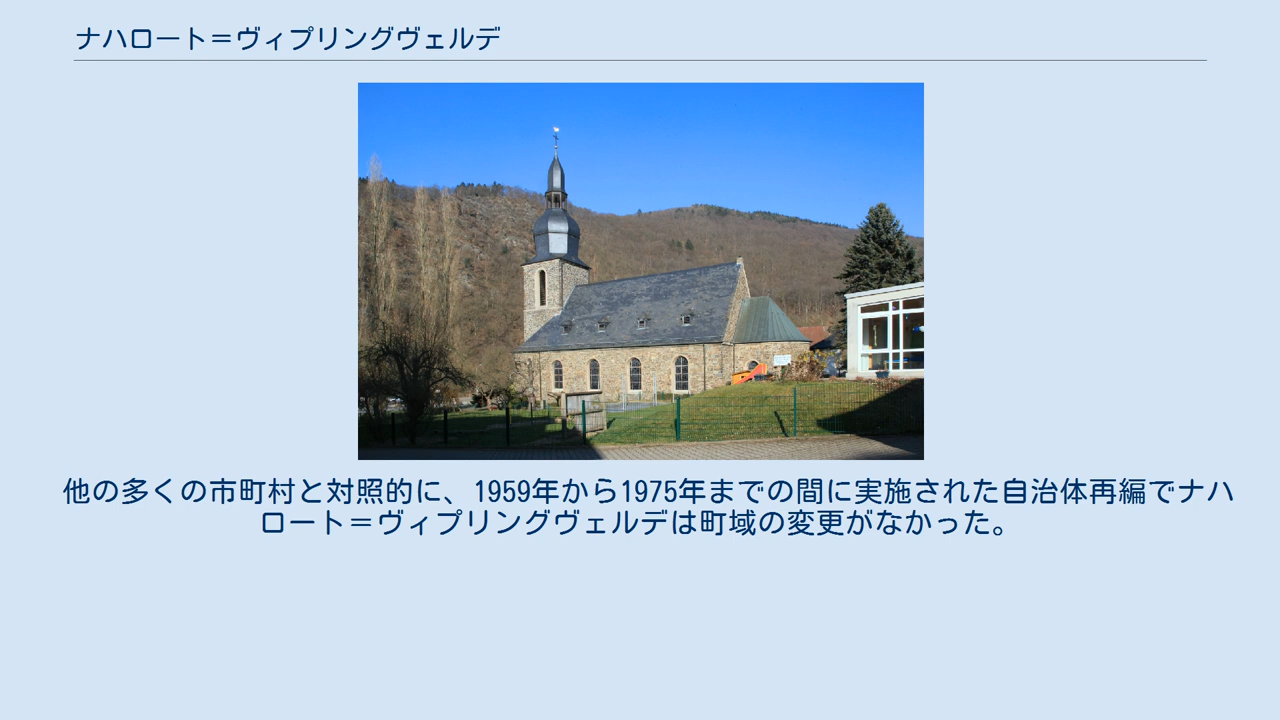 ナハロート＝ヴィプリングヴェルデ
他の多くの市町村と対照的に、1959年から1975年までの間に実施された自治体再編でナハ
ロート＝ヴィプリングヴェルデは町域の変更がなかった。